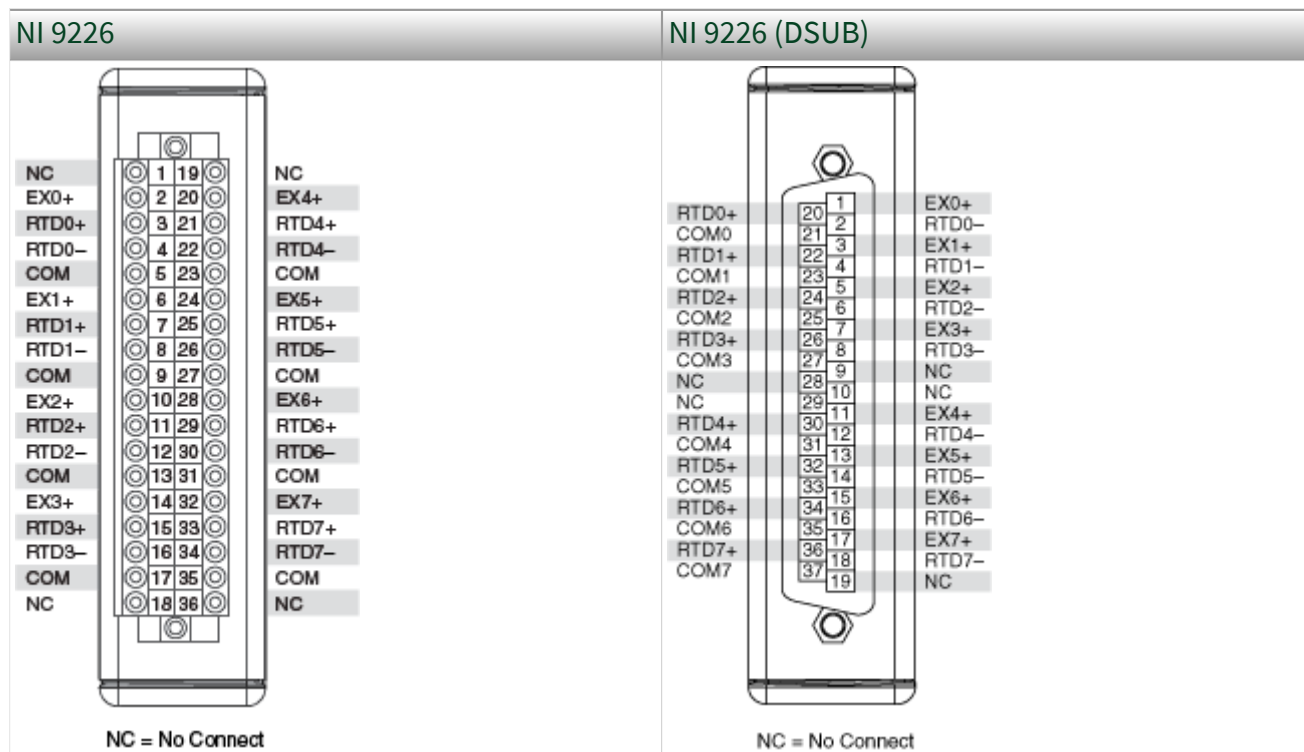 NI 9226
NI 9226 (DSUB)
NC 1 19 NC
EX0+ 2 20 EX4+
RTD0+ 3 21 RTD4+
RTD0– 4 22 RTD4–
COM 5 23 COM
EX1+ 6 24 EX5+
RTD1+ 7 25 RTD5+
RTD1– 8 26 RTD5–
COM 9 27 COM
EX2+ 10 28 EX6+
RTD2+ 11 29 RTD6+
RTD2– 12 30 RTD6–
COM 13 31 COM
EX3+ 14 32 EX7+
RTD3+ 15 33 RTD7+
RTD3– 16 34 RTD7–
COM 17 35 COM
NC 18 36 NC
NC = No Connect
1 EX0+
RTD0+ 20
2 RTD0–
COM0 21
3 EX1+
RTD1+ 22
4 RTD1–
COM1 23
5 EX2+
RTD2+ 24
6 RTD2–
COM2 25
7 EX3+
RTD3+ 26
8 RTD3–
COM3 27
9 NC
NC 28
10 NC
NC 29
11 EX4+
RTD4+ 30
12 RTD4–
COM4 31
13 EX5+
RTD5+ 32
14 RTD5–
COM5 33
15 EX6+
RTD6+ 34
16 RTD6–
COM6 35
17 EX7+
RTD7+ 36
18 RTD7–
COM7 37
19 NC
NC = No Connect